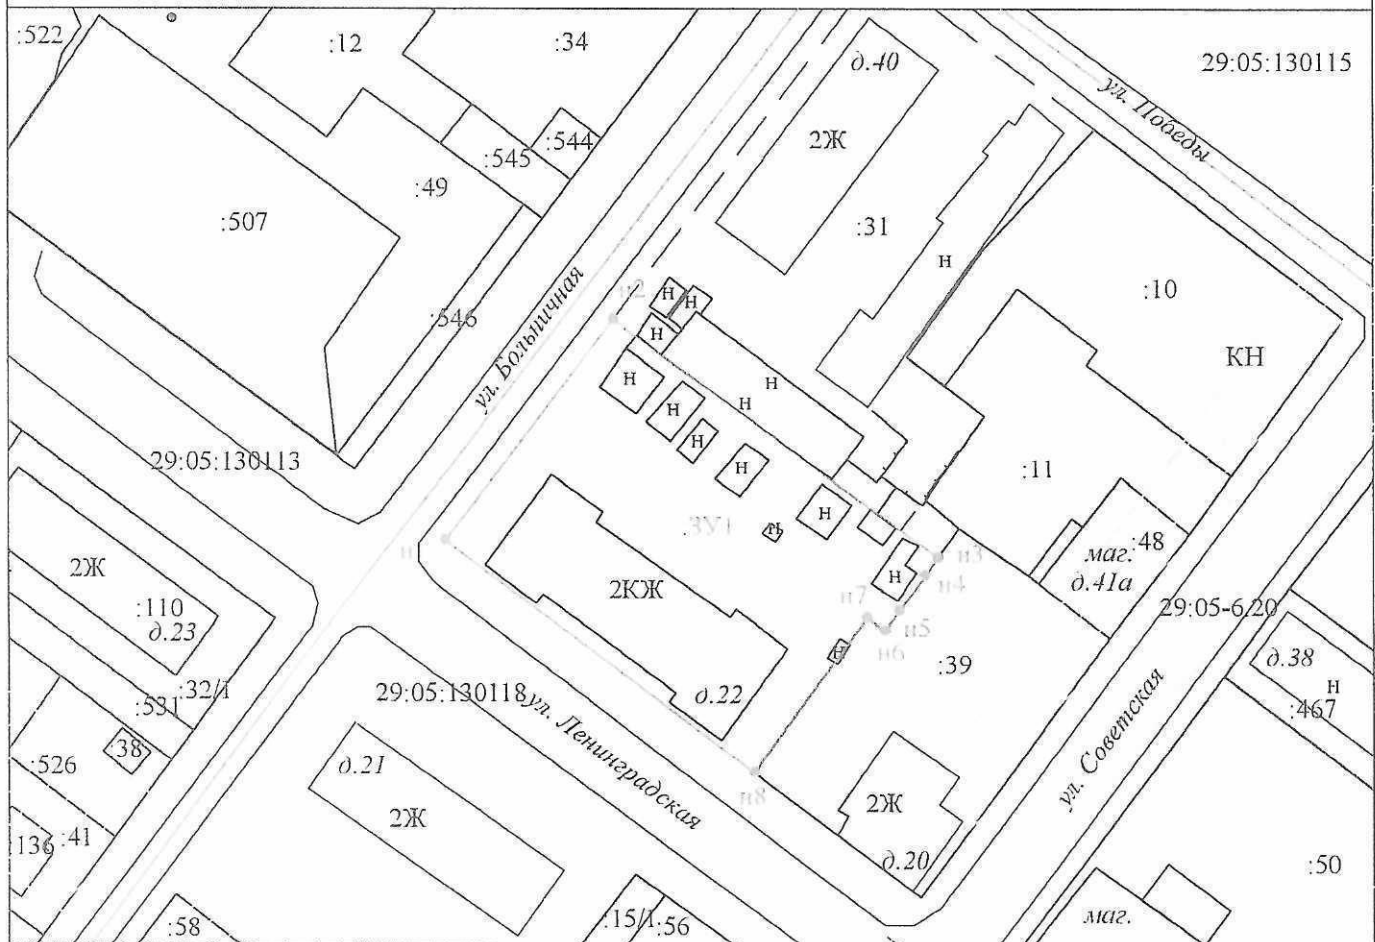 :522
:12
:34
д.40
29:05:130115
ул. Победы
2Ж
:544
:545
:49
:507
:31
н
:10
н2
н
н
:546
ул. Больничная
н
КН
н
н
н
н
н
н
29:05:130113
:11
н
:48
маг.
д.41а
.ЗУ1
н
н
н3
н4
2Ж
:110
д.23
2КЖ
н7
н5
н6
29:05-6.20
:39
д.38
н
:467
:32/1
:531
29:05:130118
ул. Ленинградская
д.22
н
ул. Советская
:38
:526
д.21
н8
2Ж
2Ж
:136
:41
д.20
:50
:58
:15/1
:56
маг.